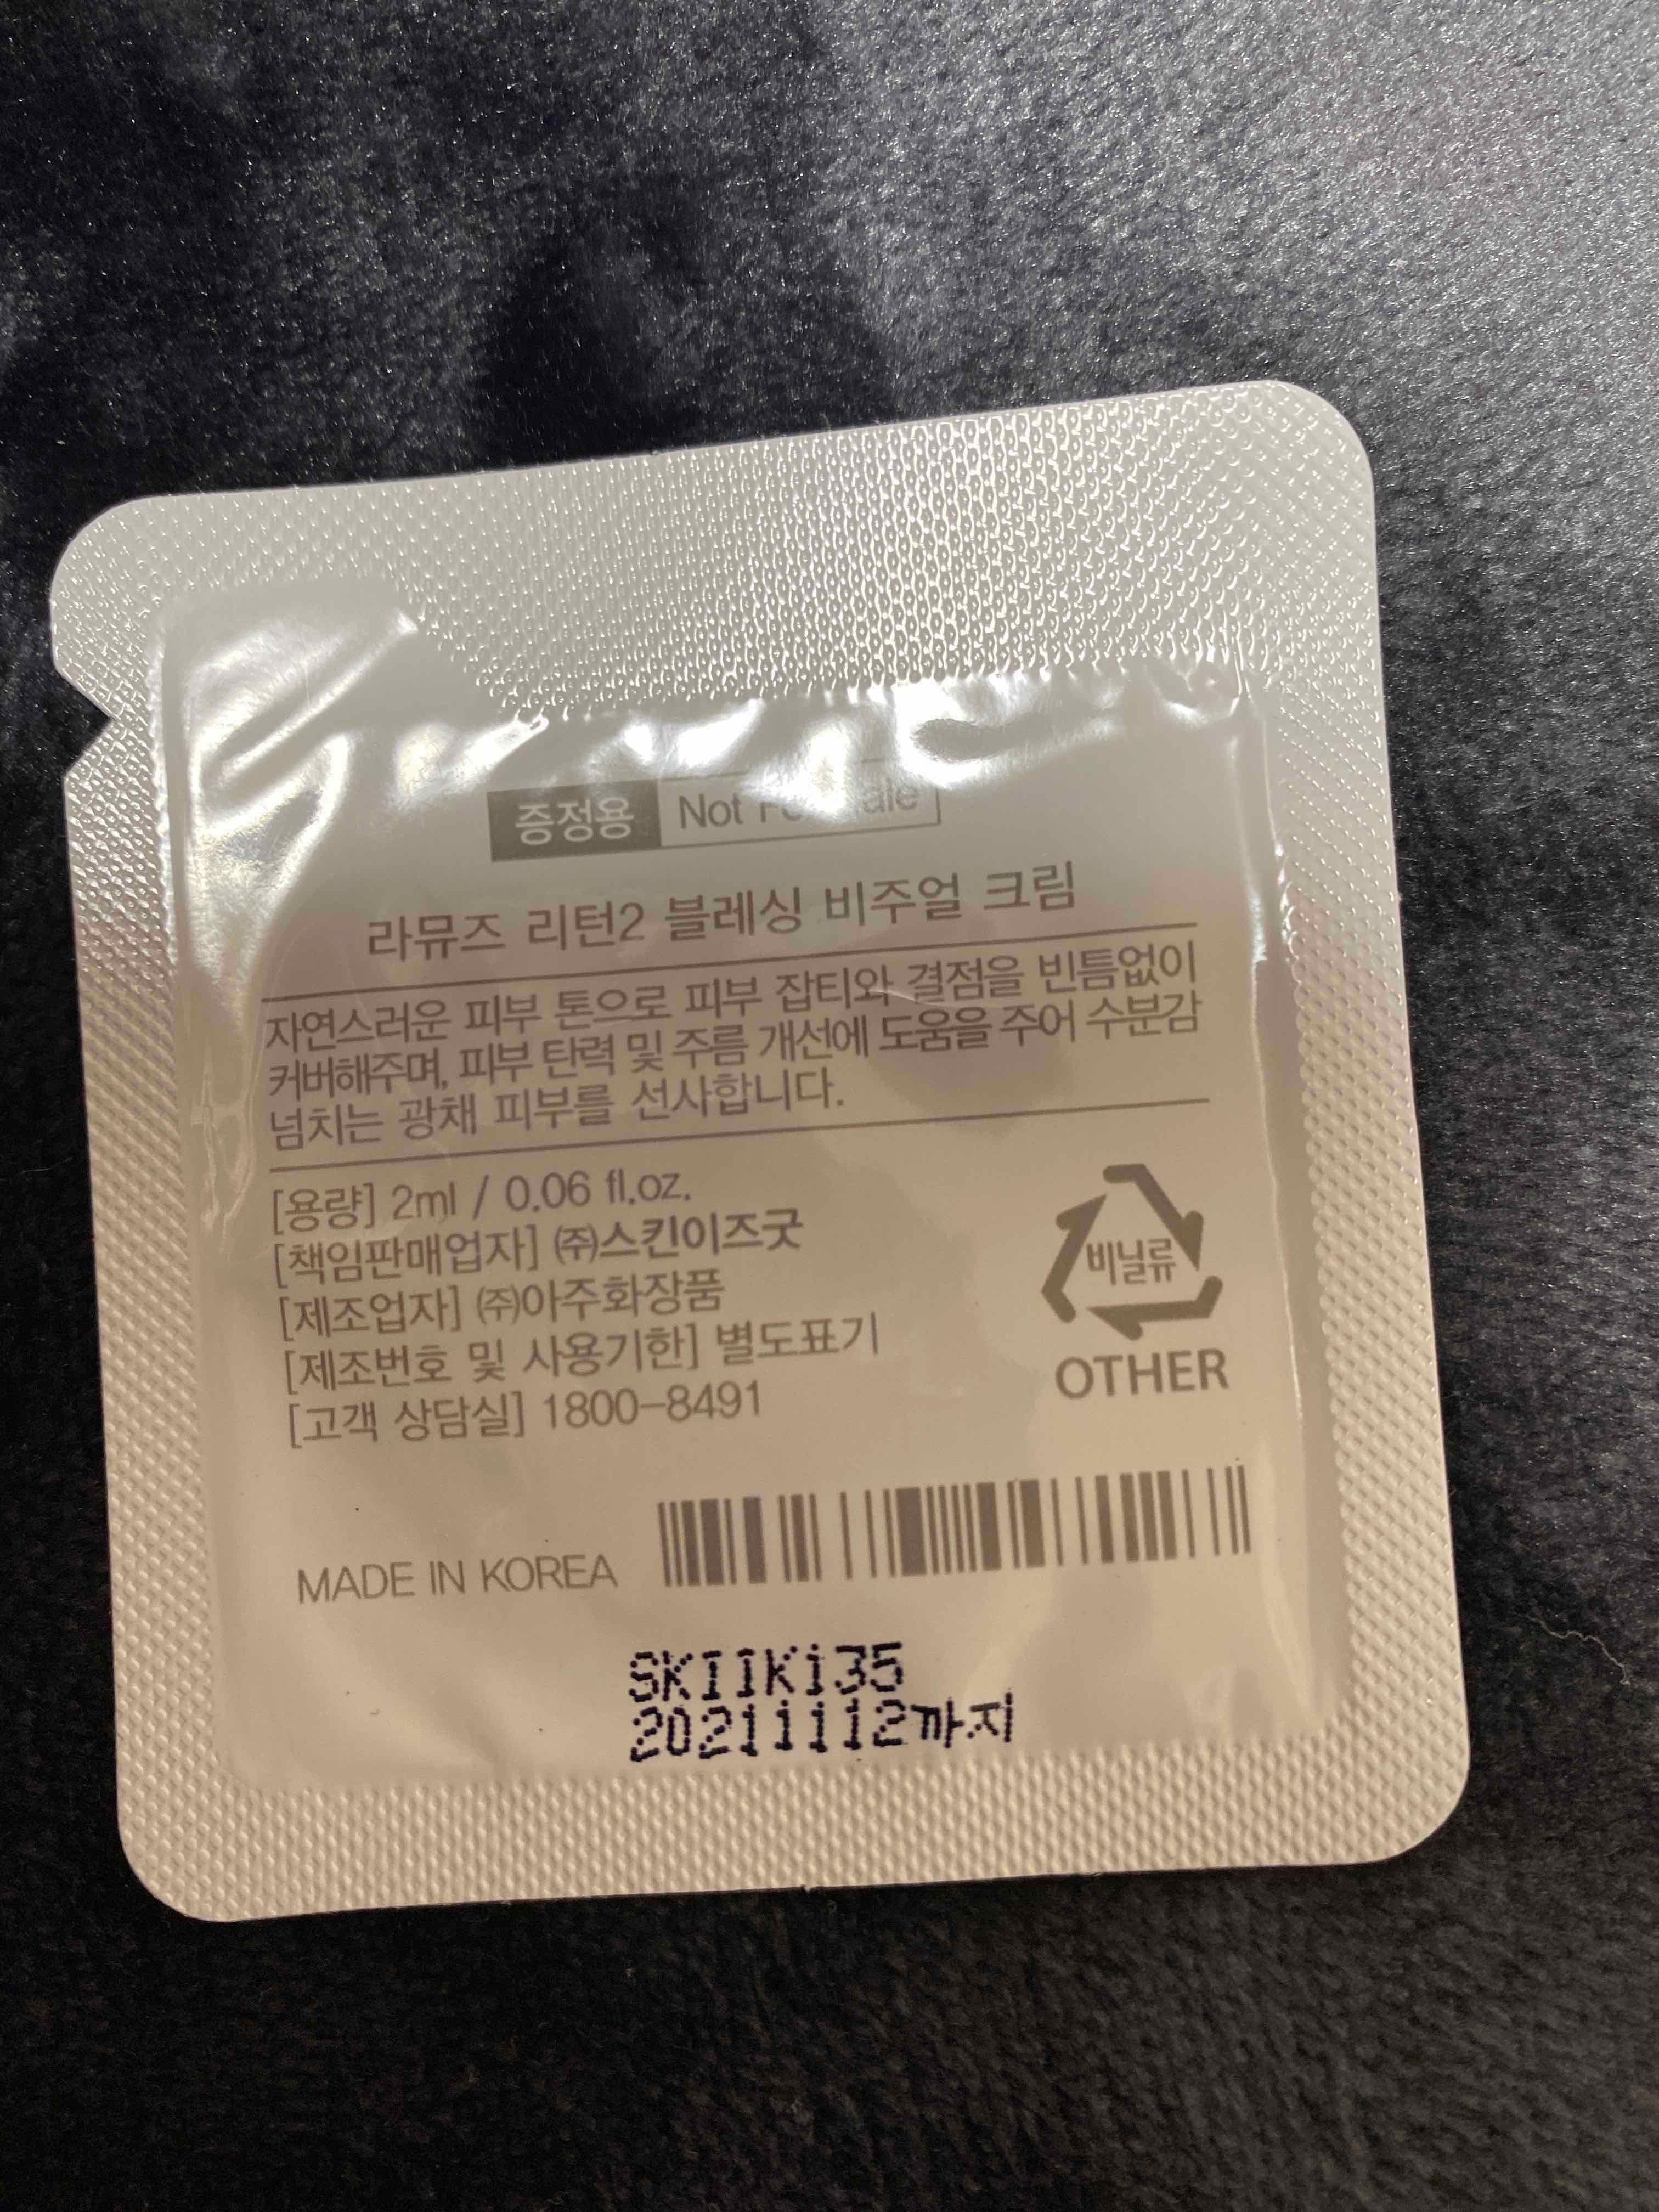 증정용 Not For Sale
라뮤즈 리턴2 블레싱 비주얼 크림
자연스러운 피부 톤으로 피부 잡티와 결점을 빈틈없이
커버해주며, 피부 탄력 및 주름 개선에 도움을 주어 수분감
넘치는 광채 피부를 선사합니다.
[용량] 2ml / 0.06 fl.oz.
[책임판매업자] ㈜스킨이즈굿
[제조업자] ㈜아주화장품
[제조번호 및 사용기한] 별도표기
[고객 상담실] 1800-8491
비닐류
OTHER
MADE IN KOREA
SKIIK135
20211112까지